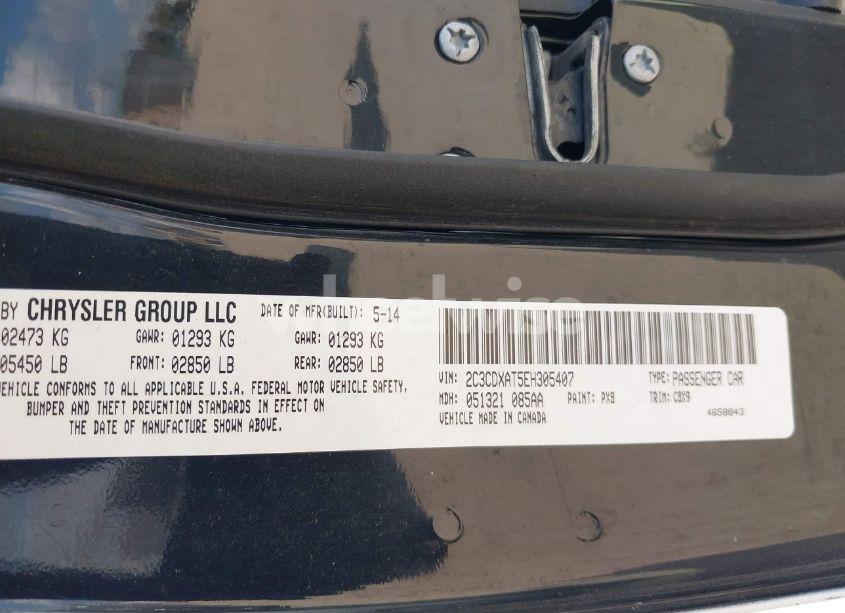 BY CHRYSLER GROUP LLC DATE OF MFR(BUILT): 5-14
02473 KG GAWR: 01293 KG GAWR: 01293 KG
05450 LB FRONT: 02850 LB REAR: 02850 LB
VEHICLE CONFORMS TO ALL APPLICABLE U.S.A. FEDERAL MOTOR VEHICLE SAFETY,
BUMPER AND THEFT PREVENTION STANDARDS IN EFFECT ON
THE DATE OF MANUFACTURE SHOWN ABOVE.
VIN: 2C3CDXAT5EH305407 TYPE: PASSENGER CAR
MDH: 051321 085AA PAINT: PX8 TRIM: CBX9
VEHICLE MADE IN CANADA 4658843